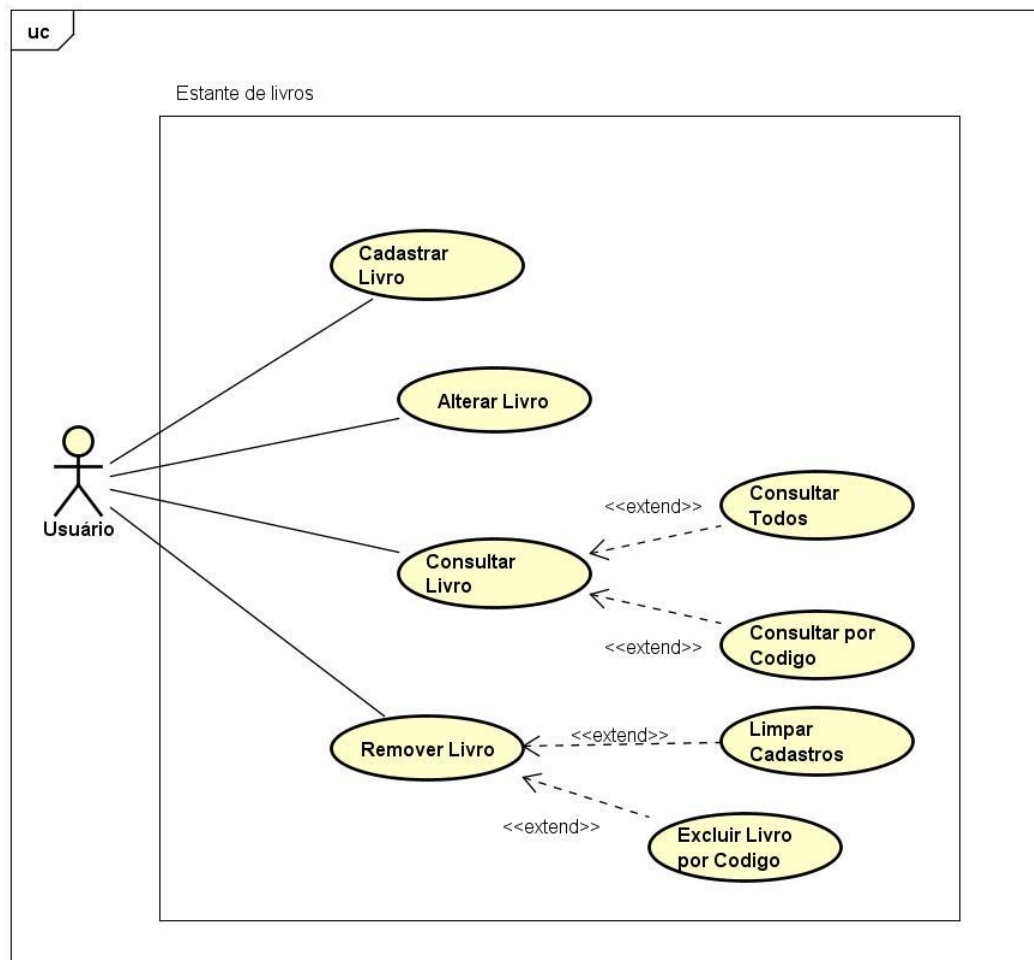 uc
Estante de livros
Cadastrar
Livro
Alterar Livro
Usuário
Consultar
Livro
<<extend>>
Consultar
Todos
<<extend>>
Consultar por
Codigo
Remover Livro
<<extend>>
Limpar
Cadastros
<<extend>>
Excluir Livro
por Codigo